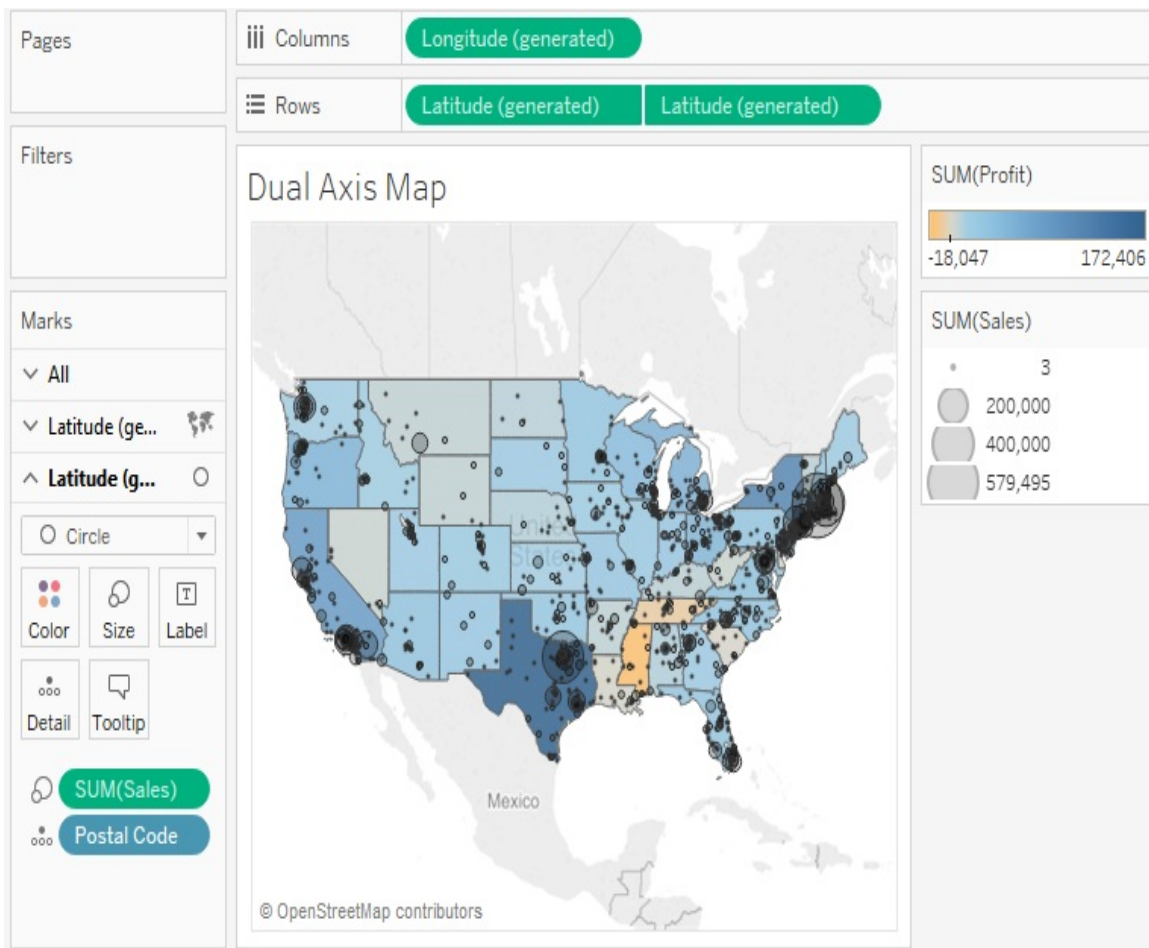 Pages
Columns
Longitude (generated)
Rows
Latitude (generated) Latitude (generated)
Filters
Dual Axis Map
SUM(Profit)
-18,047 172,406
SUM(Sales)
3
200,000
400,000
579,495
Marks
All
Latitude (ge...
Latitude (g...
Circle
Color Size Label
T
Detail Tooltip
SUM(Sales)
Postal Code
United
States
Mexico
© OpenStreetMap contributors